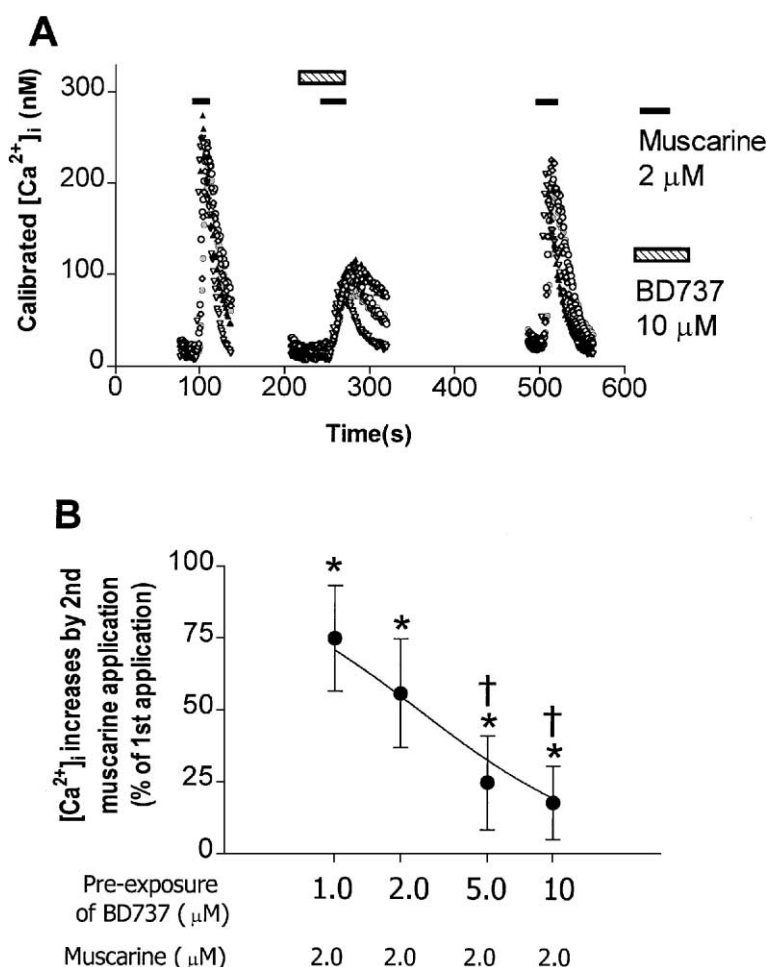 A
Calibrated [Ca2+]i (nM)
300
200
100
0
0 100 200 300 400 500 600
Time(s)
Muscarine
2 μM
BD737
10 μM
B
[Ca2+]i increases by 2nd
muscarine application
(% of 1st application)
100
75
50
25
0
* * † * † *
Pre-exposure
of BD737 ( μM)
1.0 2.0 5.0 10
Muscarine ( μM) 2.0 2.0 2.0 2.0